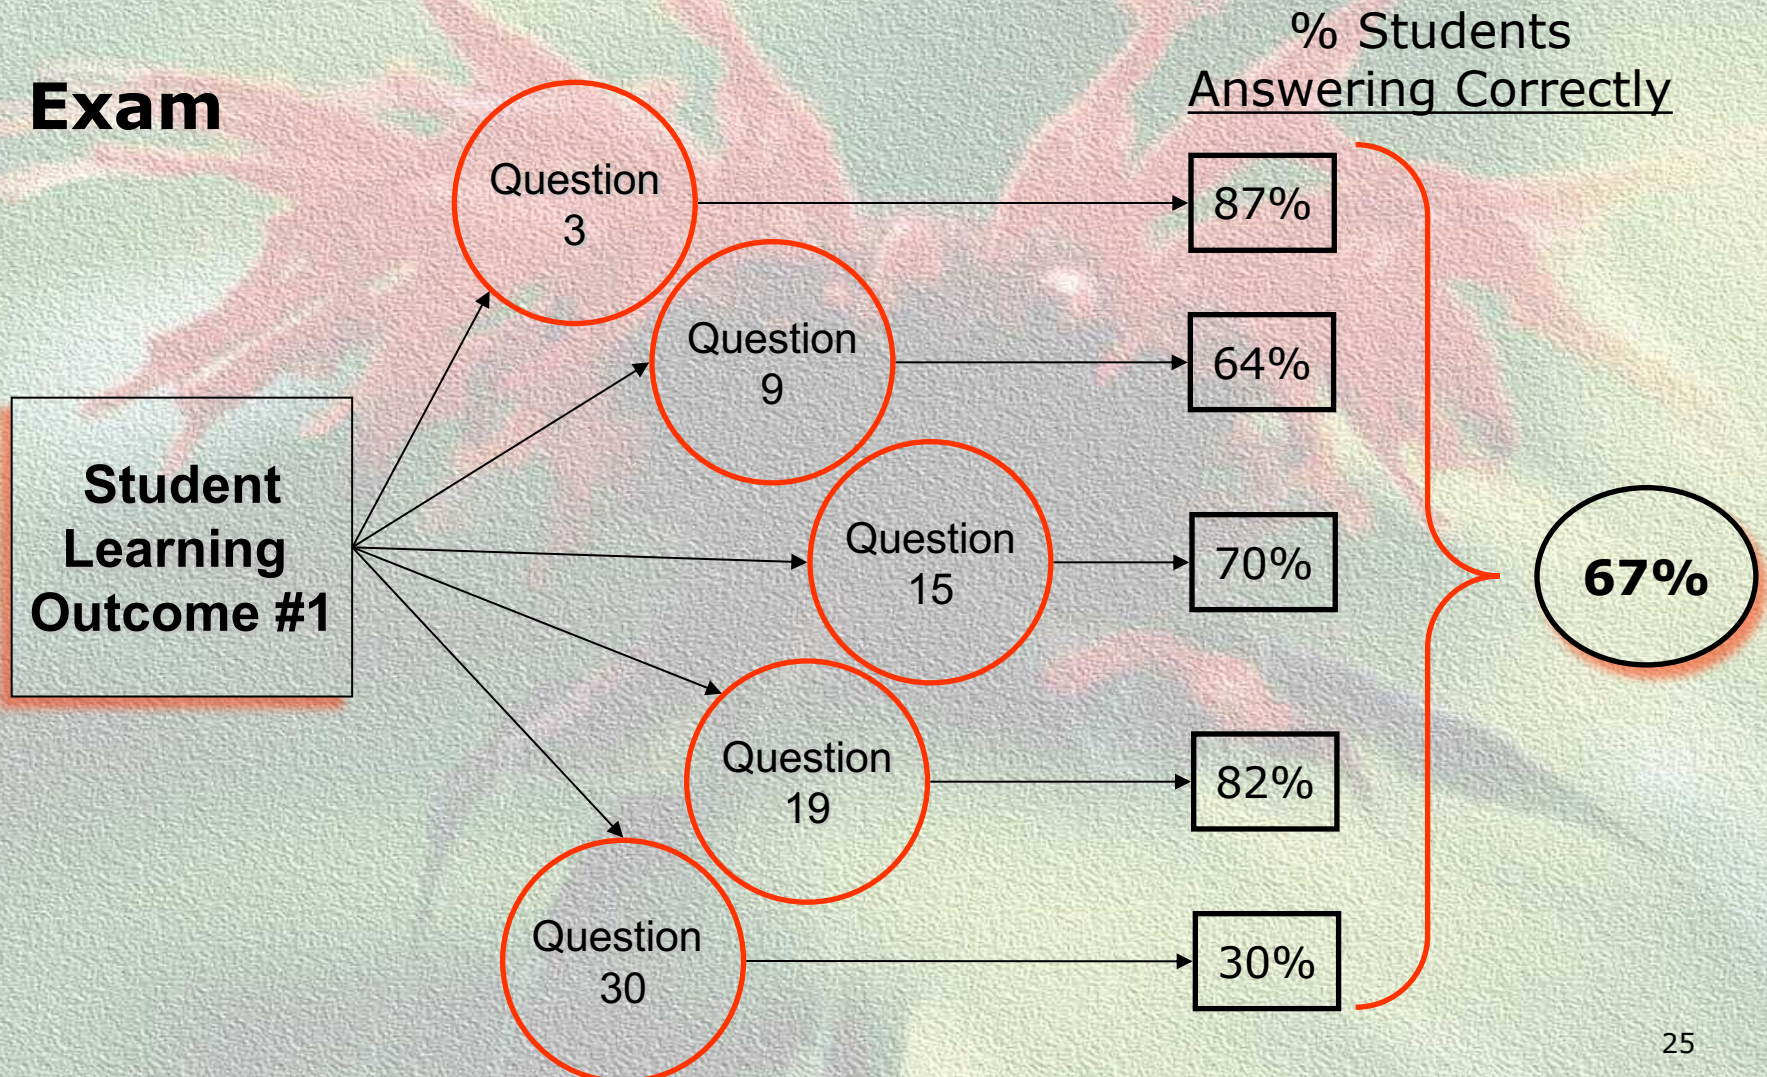 % Students
Answering Correctly
Exam
Question
3
87%
Question
9
64%
Student
Learning
Outcome #1
Question
15
70%
67%
Question
19
82%
Question
30
30%
25